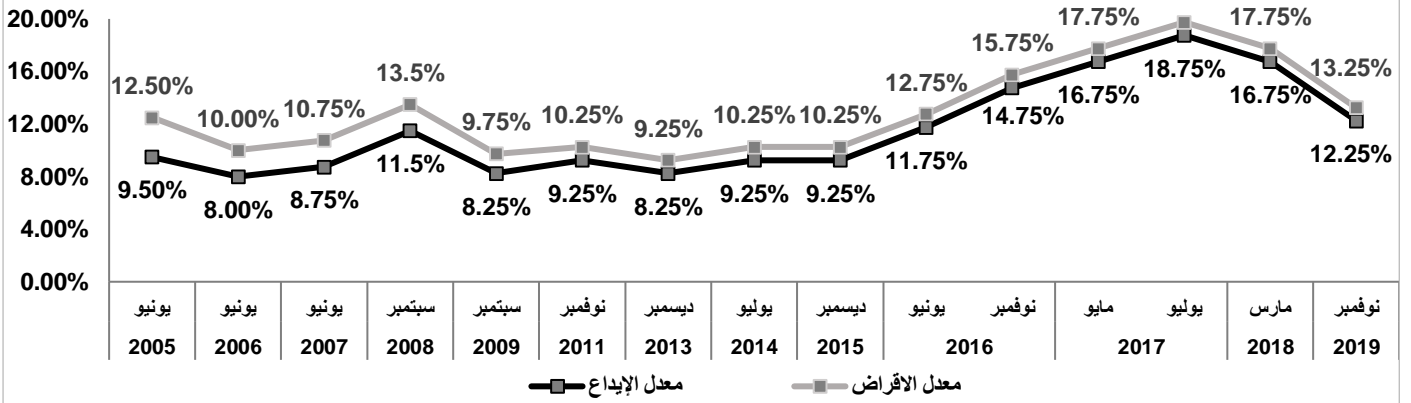 20.00%
16.00%
12.00%
8.00%
4.00%
0.00%
12.50% 10.00% 10.75% 13.5% 9.75% 10.25% 9.25% 10.25% 10.25% 12.75% 15.75% 17.75% 17.75% 13.25%
9.50% 8.00% 8.75% 11.5% 8.25% 9.25% 8.25% 9.25% 9.25% 11.75% 14.75% 16.75% 18.75% 16.75% 12.25%
يونيو يونيو يونيو سبتمبر سبتمبر نوفمبر ديسمبر يوليو ديسمبر يونيو نوفمبر مايو يوليو مارس نوفمبر
2005 2006 2007 2008 2009 2011 2013 2014 2015 2016 2017 2018 2019
معدل الإيداع معدل الاقراض